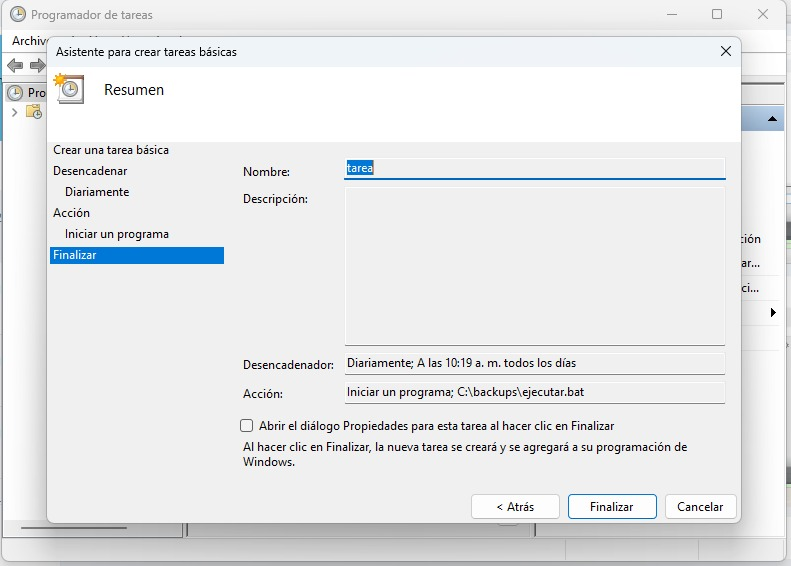 Programador de tareas
Archivo
Asistente para crear tareas básicas
Pro
Resumen
Crear una tarea básica
Desencadenar
Diariamente
Acción
Iniciar un programa
Finalizar
Nombre:
tarea
Descripción:
ción
ar...
ci...
Desencadenador:
Diariamente; A las 10:19 a. m. todos los días
Acción:
Iniciar un programa; C:\backups\ejecutar.bat
Abrir el diálogo Propiedades para esta tarea al hacer clic en Finalizar
Al hacer clic en Finalizar, la nueva tarea se creará y se agregará a su programación de
Windows.
< Atrás
Finalizar
Cancelar